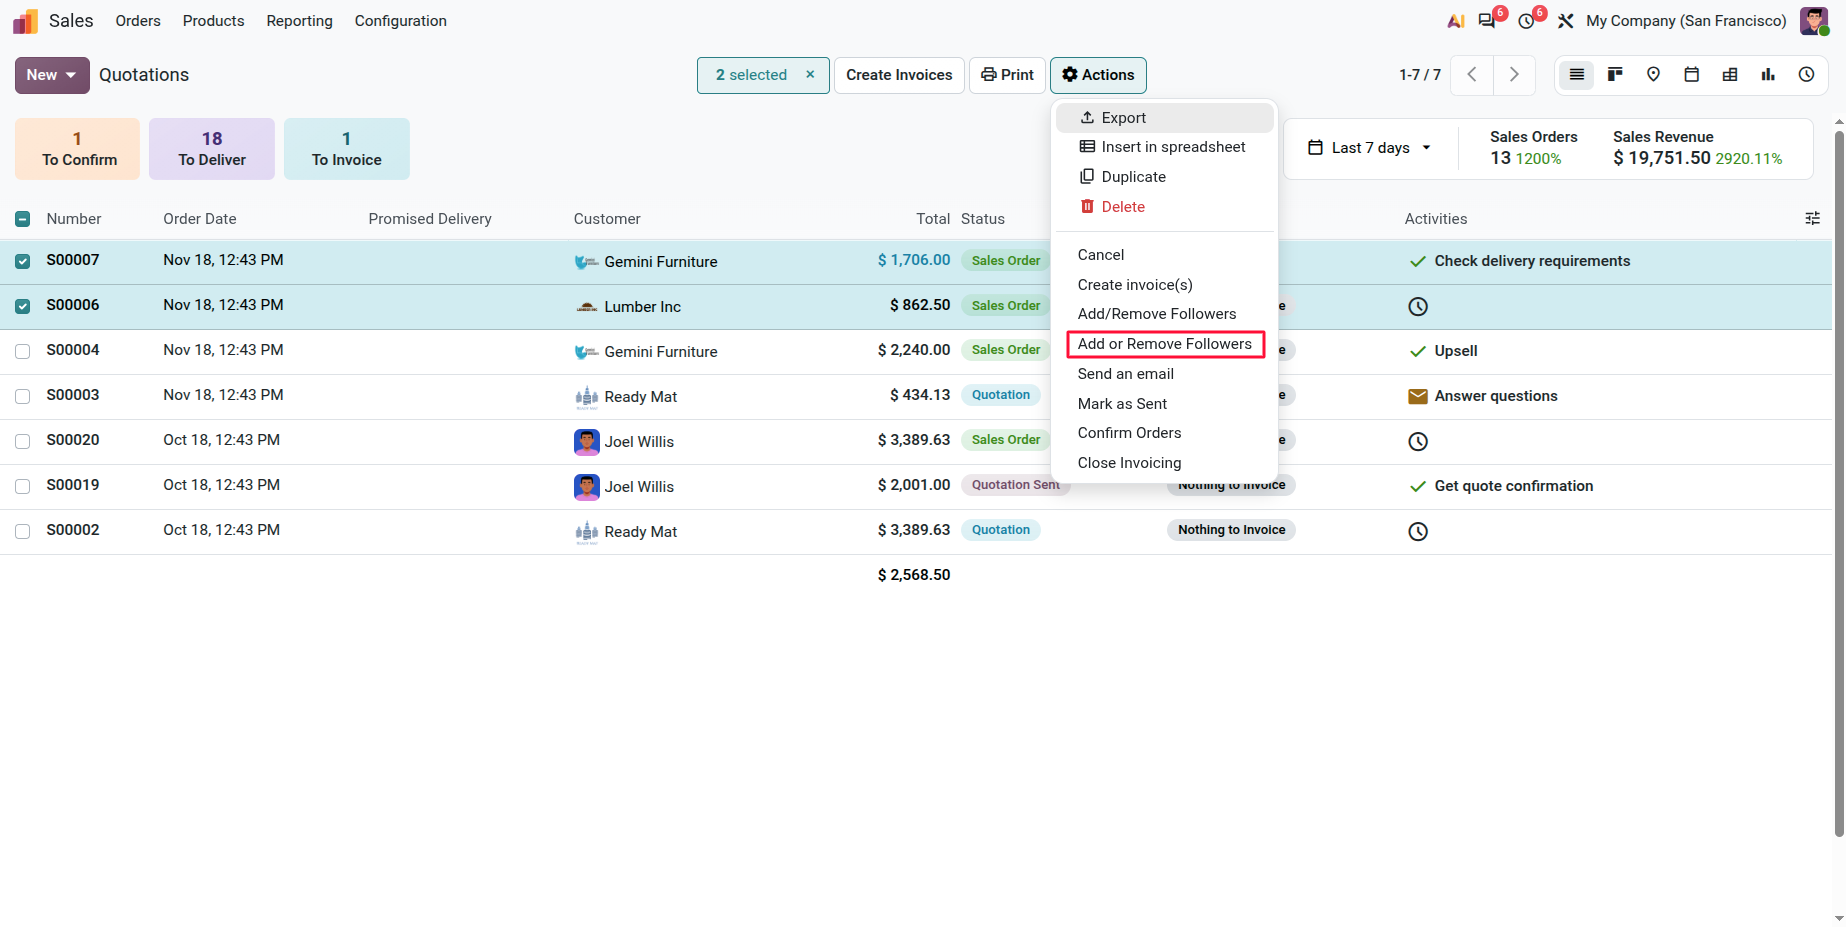 Sales Orders Products Reporting Configuration AI 6 6 My Company (San Francisco)
New Quotations 2 selected × Create Invoices Print Actions 1-7 / 7
1 To Confirm
18 To Deliver
1 To Invoice
Export
Insert in spreadsheet
Duplicate
Delete
Cancel
Create invoice(s)
Add/Remove Followers
Add or Remove Followers
Send an email
Mark as Sent
Confirm Orders
Close Invoicing
Last 7 days
Sales Orders
13 1200%
Sales Revenue
$ 19,751.50 2920.11%
Number Order Date Promised Delivery Customer Total Status Activities
S00007 Nov 18, 12:43 PM Gemini Furniture $ 1,706.00 Sales Order Check delivery requirements
S00006 Nov 18, 12:43 PM Lumber Inc $ 862.50 Sales Order e
S00004 Nov 18, 12:43 PM Gemini Furniture $ 2,240.00 Sales Order e Upsell
S00003 Nov 18, 12:43 PM Ready Mat $ 434.13 Quotation e Answer questions
S00020 Oct 18, 12:43 PM Joel Willis $ 3,389.63 Sales Order e
S00019 Oct 18, 12:43 PM Joel Willis $ 2,001.00 Quotation Sent Nothing to Invoice Get quote confirmation
S00002 Oct 18, 12:43 PM Ready Mat $ 3,389.63 Quotation Nothing to Invoice
$ 2,568.50